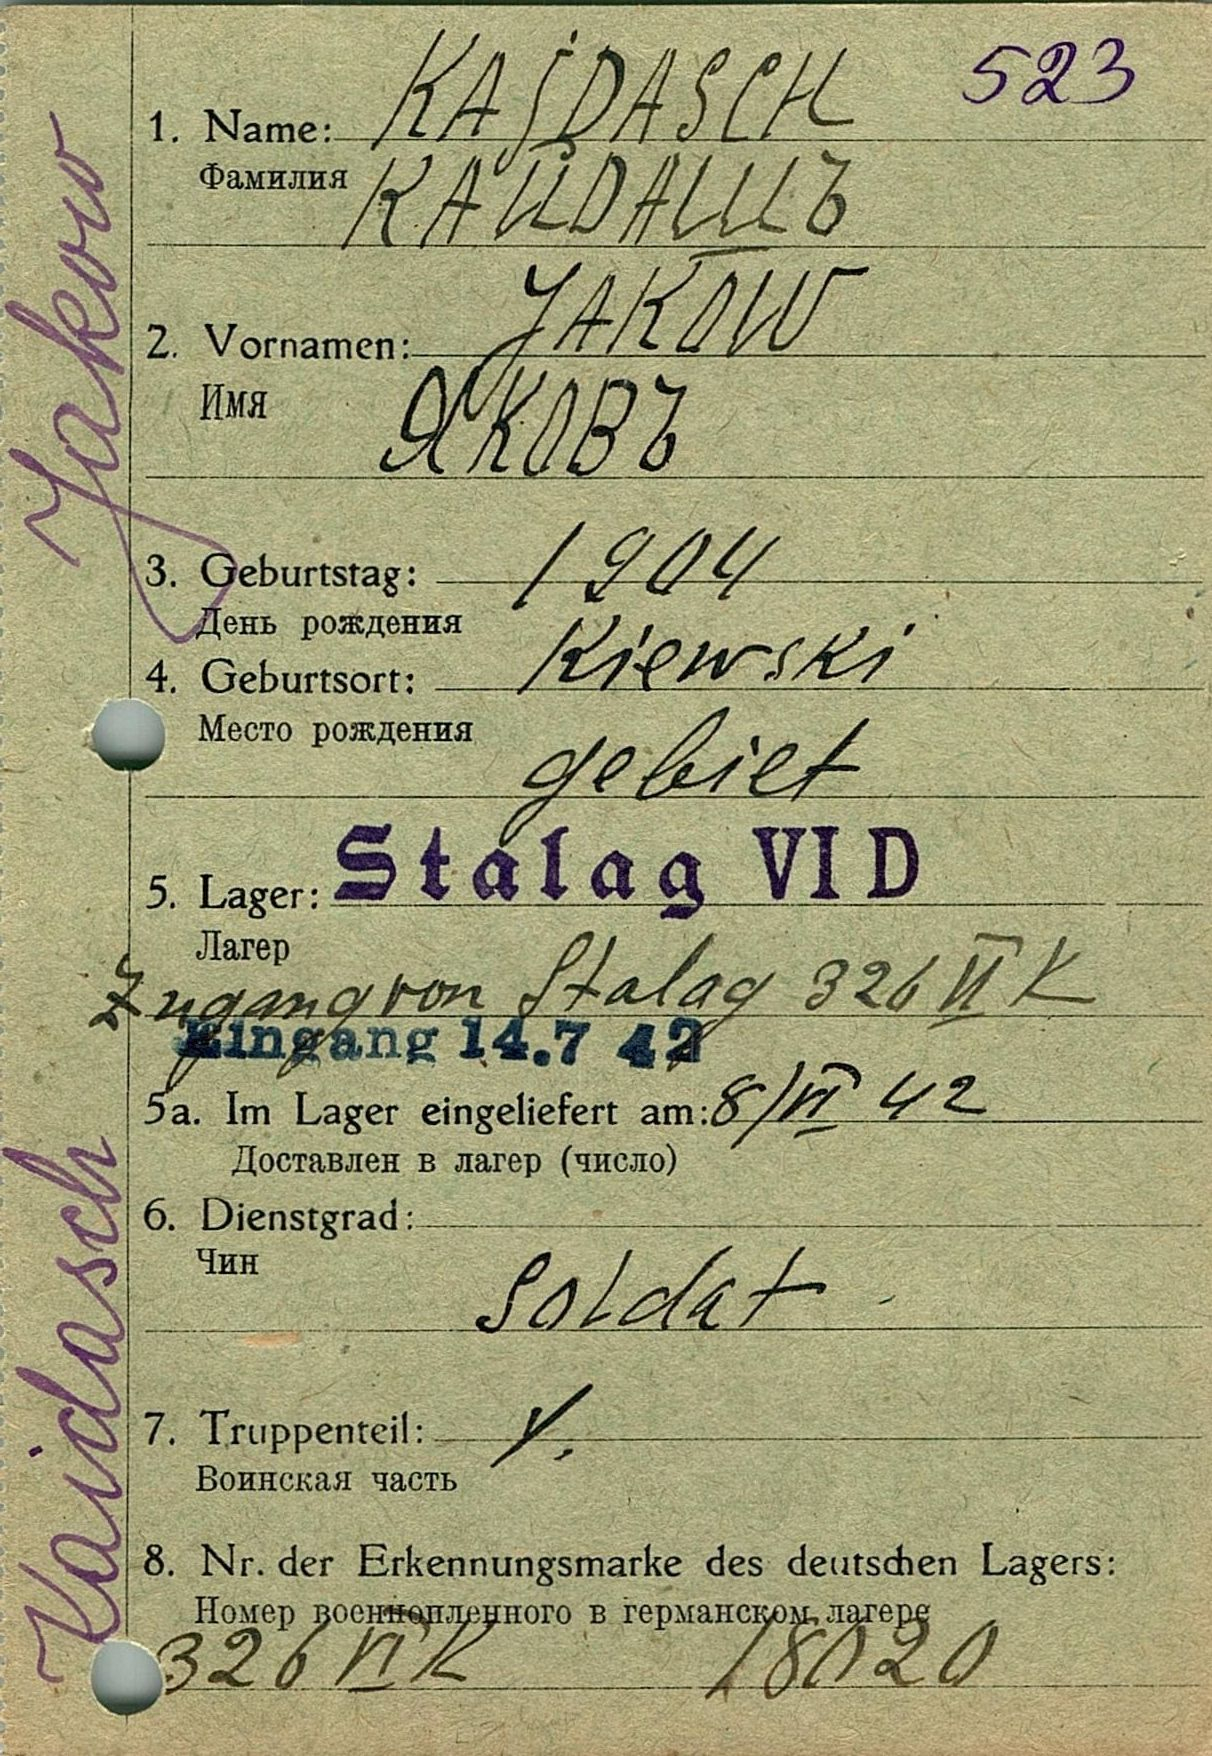 523
1. Name: KAJDASCH
Фамилия КАЙДАШЪ
2. Vornamen: JAKOW
Имя ЯКОВЪ
3. Geburtstag: 1904
День рождения
4. Geburtsort: Kiewski
Место рождения
gebiet
5. Lager: Stalag VI D
Лагер
Zugang von Stalag 326 VI K
Eingang 14.7 42
5a. Im Lager eingeliefert am: 8/VI 42
Доставлен в лагер (число)
6. Dienstgrad:
Чин
Soldat
7. Truppenteil:
Воинская часть
8. Nr. der Erkennungsmarke des deutschen Lagers:
Номер военнопленного в германском лагере
326 VI K 18020
Kaidasch Jakow